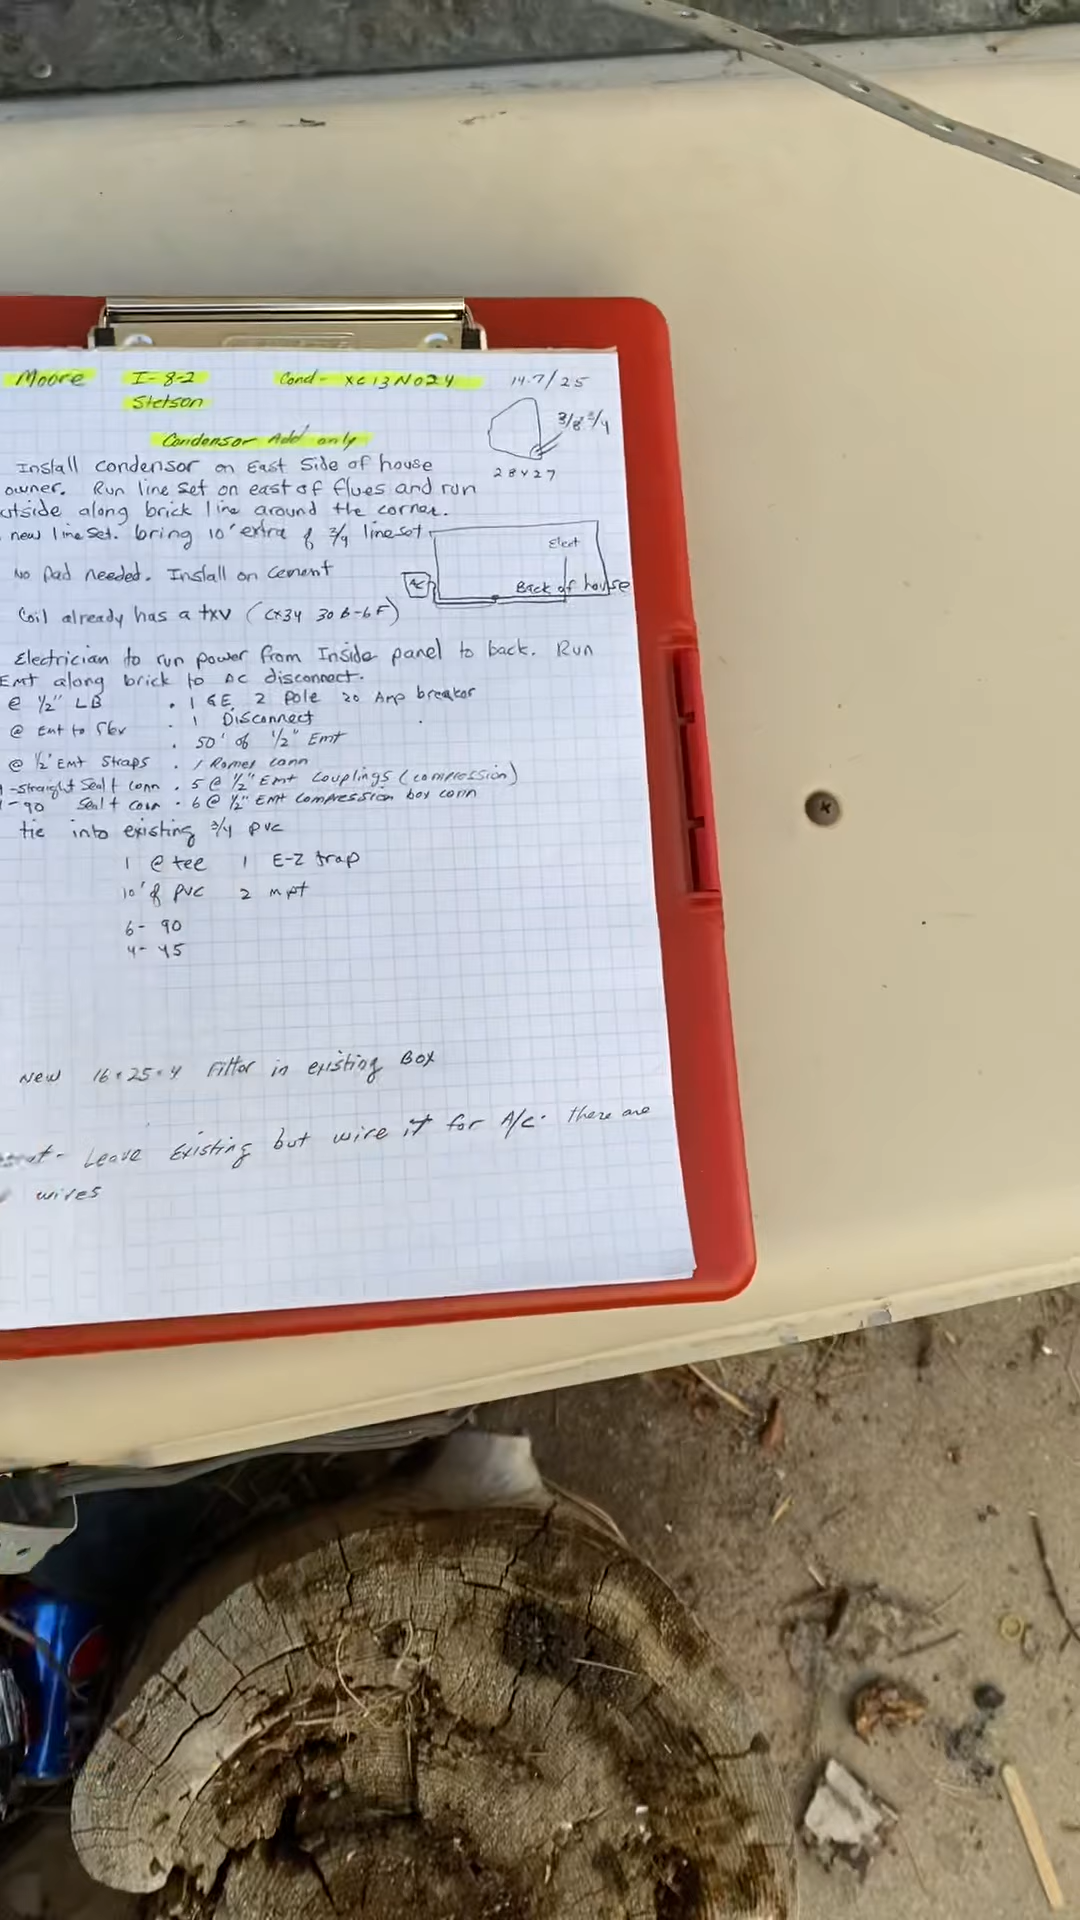 Moore I-8-2 Cond- XC13N024 14.7/25
Stetson
3/8 3/4
Condensor Add only
28x27
Install condensor on East Side of house
owner. Run line set on east of flues and run
utside along brick line around the corner.
new line set. bring 10' extra of 3/4 lineset
Elect
No Pad needed. Install on Cement
AC
Back of house
Coil already has a txv (CX34 30 B-6F)
Electrician to run power from Inside panel to back. Run
EMT along brick to AC disconnect.
@ 1/2" LB • 1 GE 2 Pole 20 Amp breaker
@ Emt to flex • 1 Disconnect
• 50' of 1/2" Emt
@ 1/2" Emt Straps • 1 Romex conn
-straight Sealt conn • 5 @ 1/2" Emt Couplings (compression)
-90 Sealt conn • 6 @ 1/2" Emt Compression box conn
tie into existing 3/4 pvc
1 @ tee 1 E-Z trap
10' of pvc 2 mpt
6- 90
4- 45
New 16x25x4 Filter in existing Box
Leave Existing but wire it for A/C. there are
wires